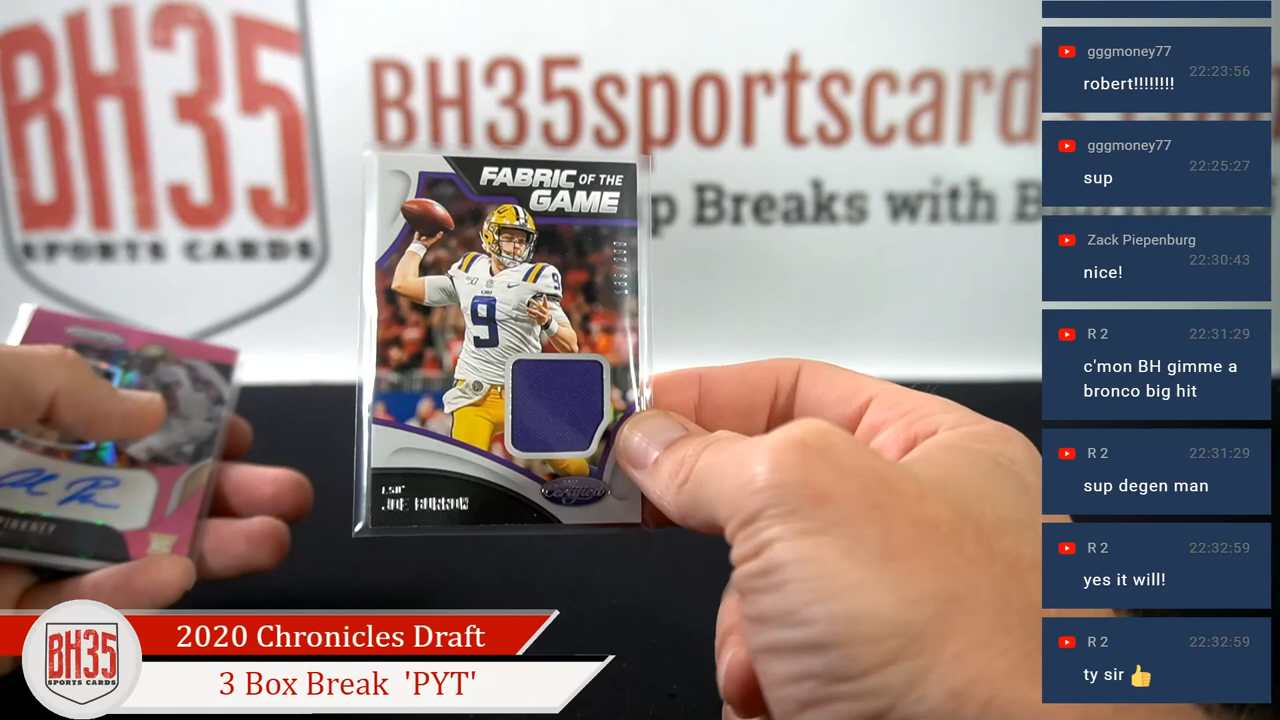 BH35
SPORTS CARDS
BH35sportscard
p Breaks with B
FABRIC OF THE
GAME
9
9
LSU
JOE BURROW
Certified
2020 Chronicles Draft
3 Box Break 'PYT'
BH35
SPORTS CARDS
gggmoney77
22:23:56
robert!!!!!!!!
gggmoney77
22:25:27
sup
Zack Piepenburg
22:30:43
nice!
R 2 22:31:29
c'mon BH gimme a
bronco big hit
R 2 22:31:29
sup degen man
R 2 22:32:59
yes it will!
R 2 22:32:59
ty sir 👍